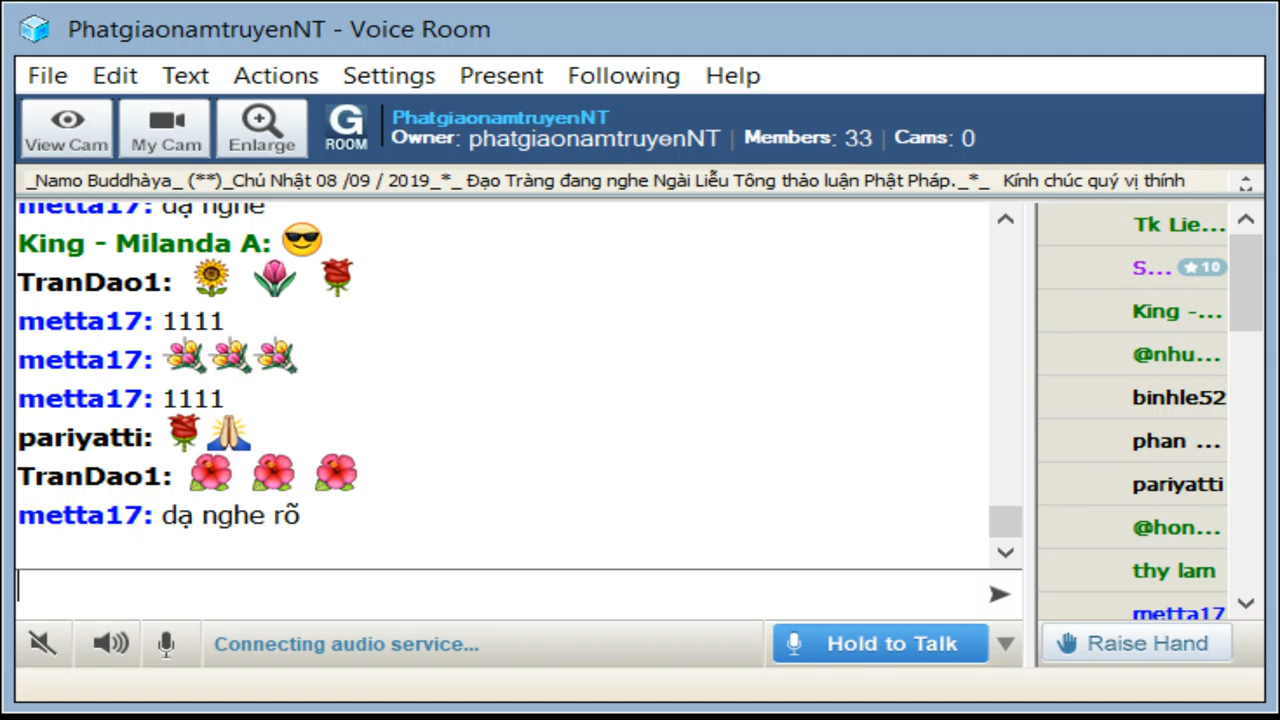 PhatgiaonamtruyenNT - Voice Room
File Edit Text Actions Settings Present Following Help
View Cam My Cam Enlarge G ROOM
PhatgiaonamtruyenNT
Owner: phatgiaonamtruyenNT | Members: 33 | Cams: 0
_Namo Buddhàya_ (**)_Chủ Nhật 08 /09 / 2019_*_ Đạo Tràng đang nghe Ngài Liễu Tông thảo luận Phật Pháp._*_ Kính chúc quý vị thính
metta17: dạ nghe
King - Milanda A: 😎
TranDao1: 🌻 🌷 🌹
metta17: 1111
metta17: 💐💐💐
metta17: 1111
pariyatti: 🌹🙏
TranDao1: 🌺 🌺 🌺
metta17: dạ nghe rõ
Tk Lie...
S... ★10
King -...
@nhu...
binhle52
phan ...
pariyatti
@hon...
thy lam
metta17
Connecting audio service...
Hold to Talk
Raise Hand